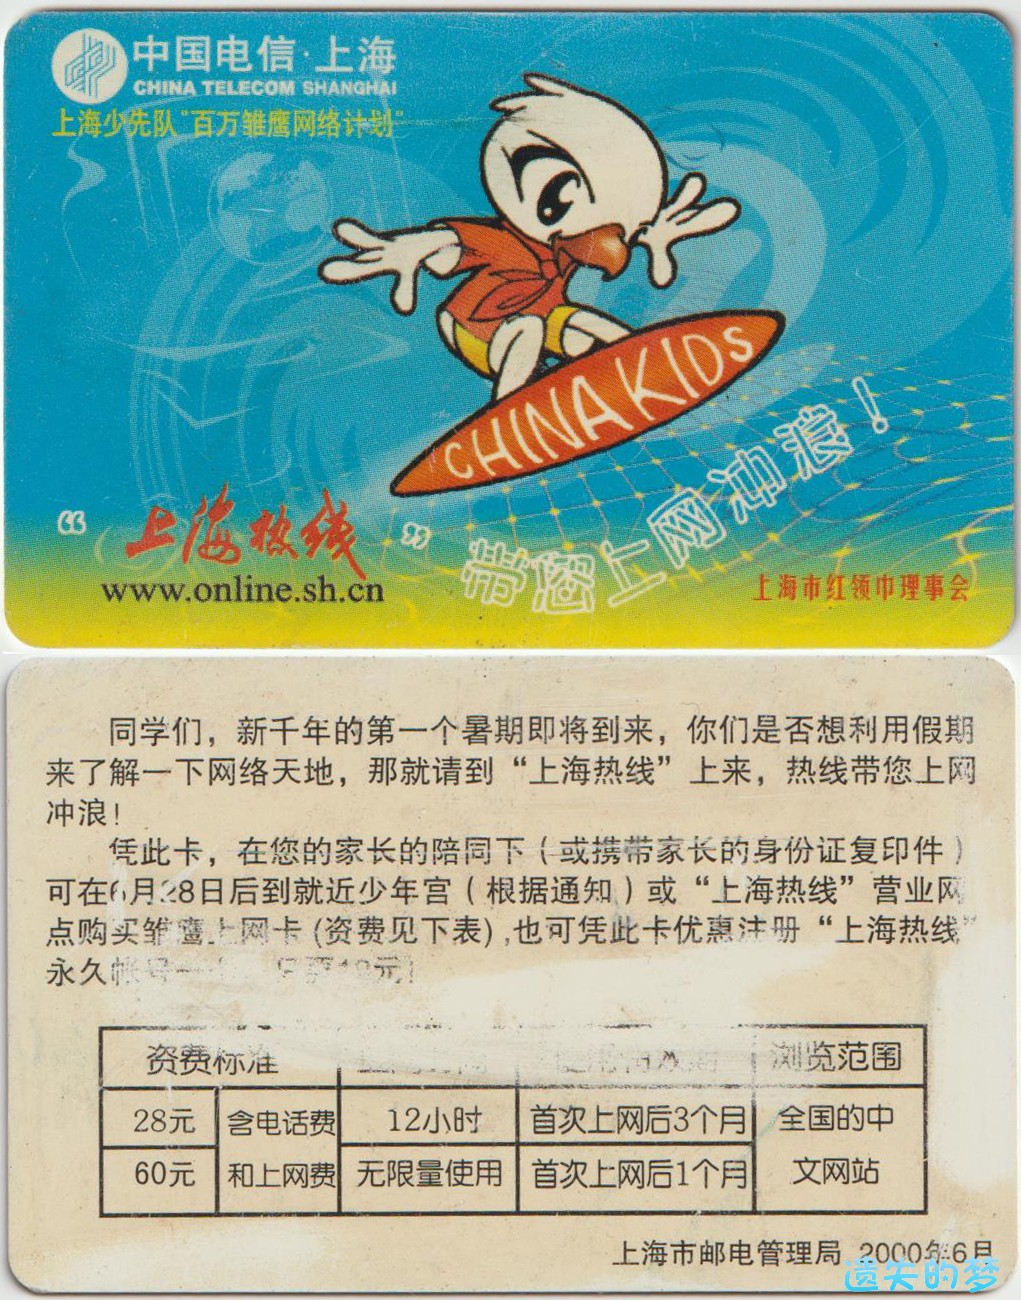 中国电信·上海
CHINA TELECOM SHANGHAI
上海少先队“百万雏鹰网络计划”
CHINA KIDS
“上海热线”
www.online.sh.cn
带您上网冲浪！
上海市红领巾理事会
同学们，新千年的第一个暑期即将到来，你们是否想利用假期
来了解一下网络天地，那就请到“上海热线”上来，热线带您上网
冲浪！
凭此卡，在您的家长的陪同下（或携带家长的身份证复印件）
可在6月28日后到就近少年宫（根据通知）或“上海热线”营业网
点购买雏鹰上网卡(资费见下表),也可凭此卡优惠注册“上海热线”
永久帐号一
资费标准 浏览范围
28元 含电话费 12小时 首次上网后3个月 全国的中
60元 和上网费 无限量使用 首次上网后1个月 文网站
上海市邮电管理局 2000年6月
遗失的梦